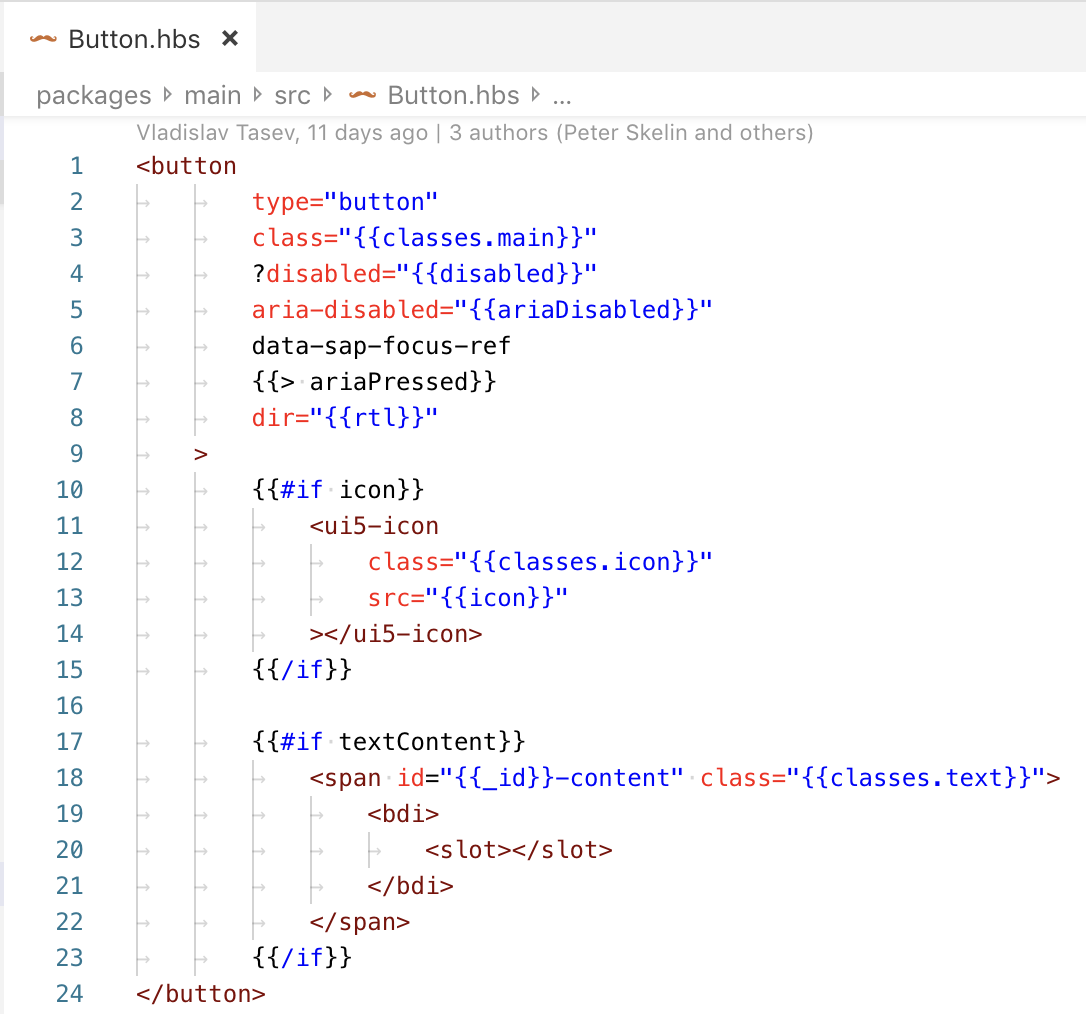 Button.hbs ×
packages main src Button.hbs ...
Vladislav Tasev, 11 days ago | 3 authors (Peter Skelin and others)
1 <button
2 type="button"
3 class="{{classes.main}}"
4 ?disabled="{{disabled}}"
5 aria-disabled="{{ariaDisabled}}"
6 data-sap-focus-ref
7 {{> ariaPressed}}
8 dir="{{rtl}}"
9 >
10 {{#if icon}}
11 <ui5-icon
12 class="{{classes.icon}}"
13 src="{{icon}}"
14 ></ui5-icon>
15 {{/if}}
16
17 {{#if textContent}}
18 <span id="{{_id}}-content" class="{{classes.text}}">
19 <bdi>
20 <slot></slot>
21 </bdi>
22 </span>
23 {{/if}}
24 </button>